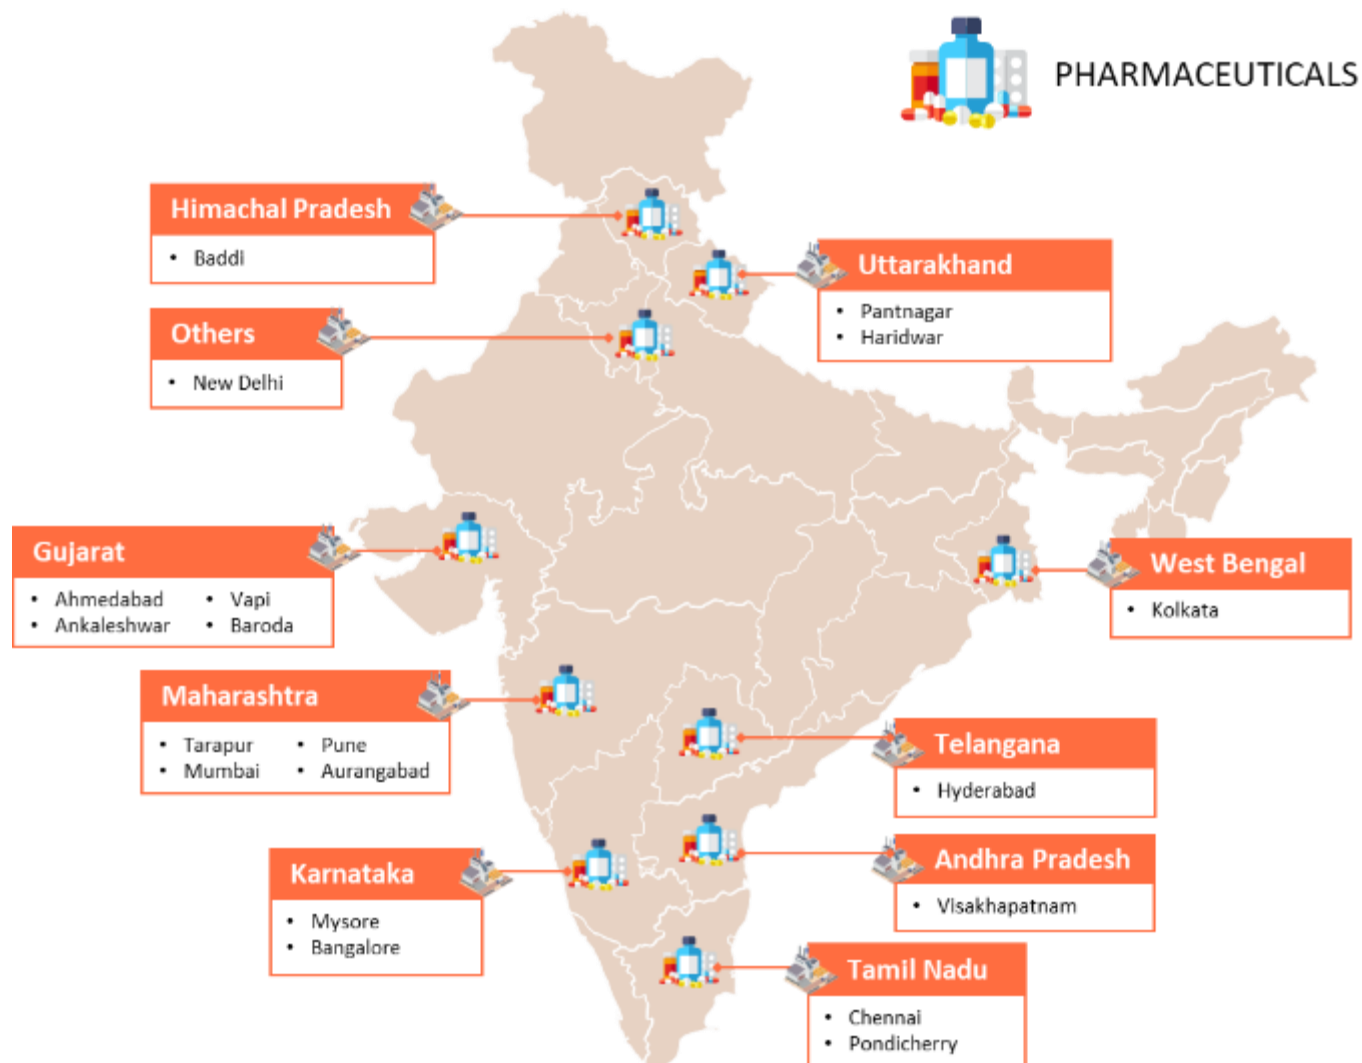 PHARMACEUTICALS
Himachal Pradesh
• Baddi
Uttarakhand
• Pantnagar
• Haridwar
Others
• New Delhi
Gujarat
• Ahmedabad • Vapi
• Ankaleshwar • Baroda
West Bengal
• Kolkata
Maharashtra
• Tarapur • Pune
• Mumbai • Aurangabad
Telangana
• Hyderabad
Andhra Pradesh
• Visakhapatnam
Karnataka
• Mysore
• Bangalore
Tamil Nadu
• Chennai
• Pondicherry